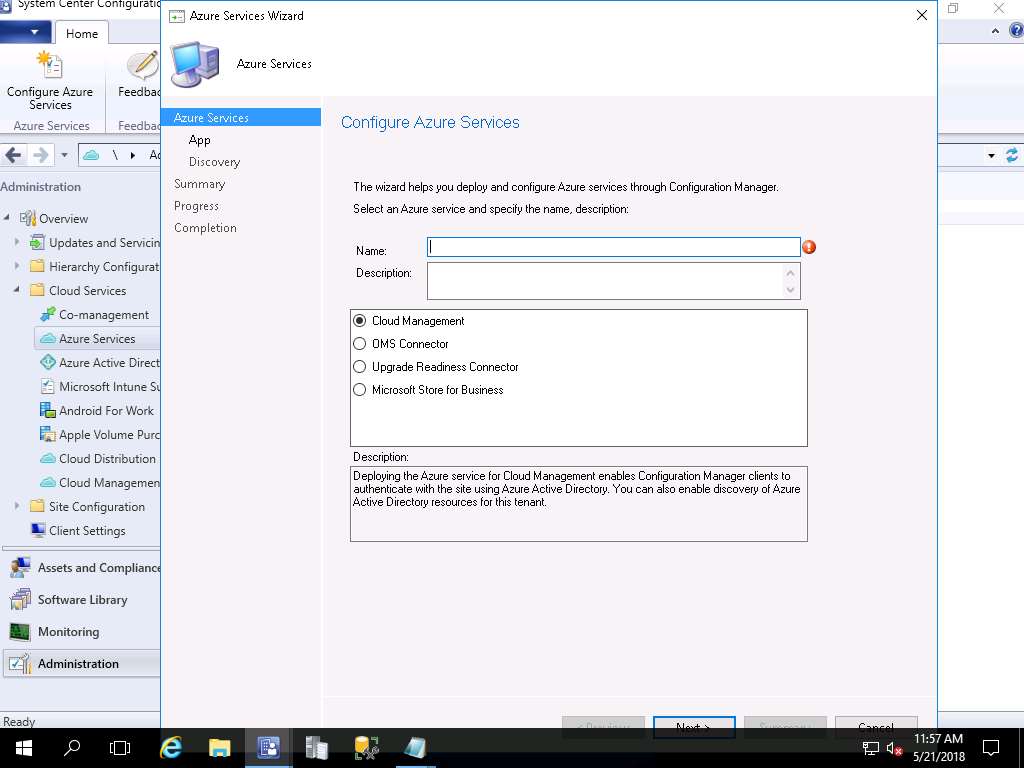 System Center Configuratio
Azure Services Wizard
Home
Azure Services
Configure Azure
Services
Feedbac
Azure Services
Feedbac
\ Ac
Administration
Overview
Updates and Servicin
Hierarchy Configurat
Cloud Services
Co-management
Azure Services
Azure Active Direct
Microsoft Intune Su
Android For Work
Apple Volume Purc
Cloud Distribution
Cloud Managemen
Site Configuration
Client Settings
Assets and Compliance
Software Library
Monitoring
Administration
Ready
Azure Services
App
Discovery
Summary
Progress
Completion
Configure Azure Services
The wizard helps you deploy and configure Azure services through Configuration Manager.
Select an Azure service and specify the name, description:
Name:
Description:
Cloud Management
OMS Connector
Upgrade Readiness Connector
Microsoft Store for Business
Description:
Deploying the Azure service for Cloud Management enables Configuration Manager clients to
authenticate with the site using Azure Active Directory. You can also enable discovery of Azure
Active Directory resources for this tenant.
< Previous
Next >
Summary
Cancel
11:57 AM
5/21/2018